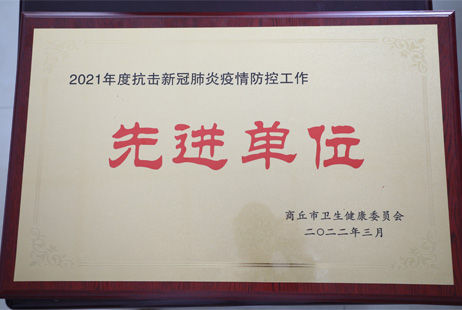 2021年度抗击新冠肺炎疫情防控工作
先进单位
商丘市卫生健康委员会
二〇二二年三月